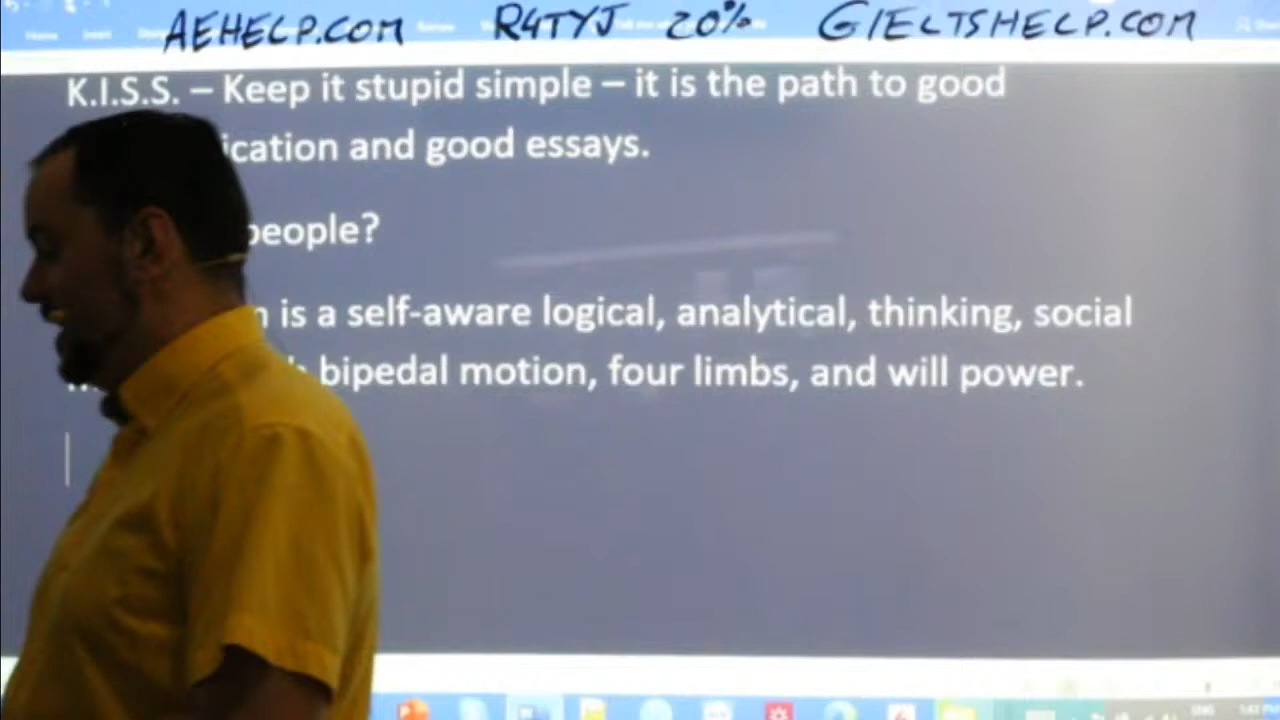 AEHELP.COM R4TYJ 20% GIELTSHELP.COM
K.I.S.S. – Keep it stupid simple – it is the path to good
ication and good essays.
people?
n is a self-aware logical, analytical, thinking, social
bipedal motion, four limbs, and will power.